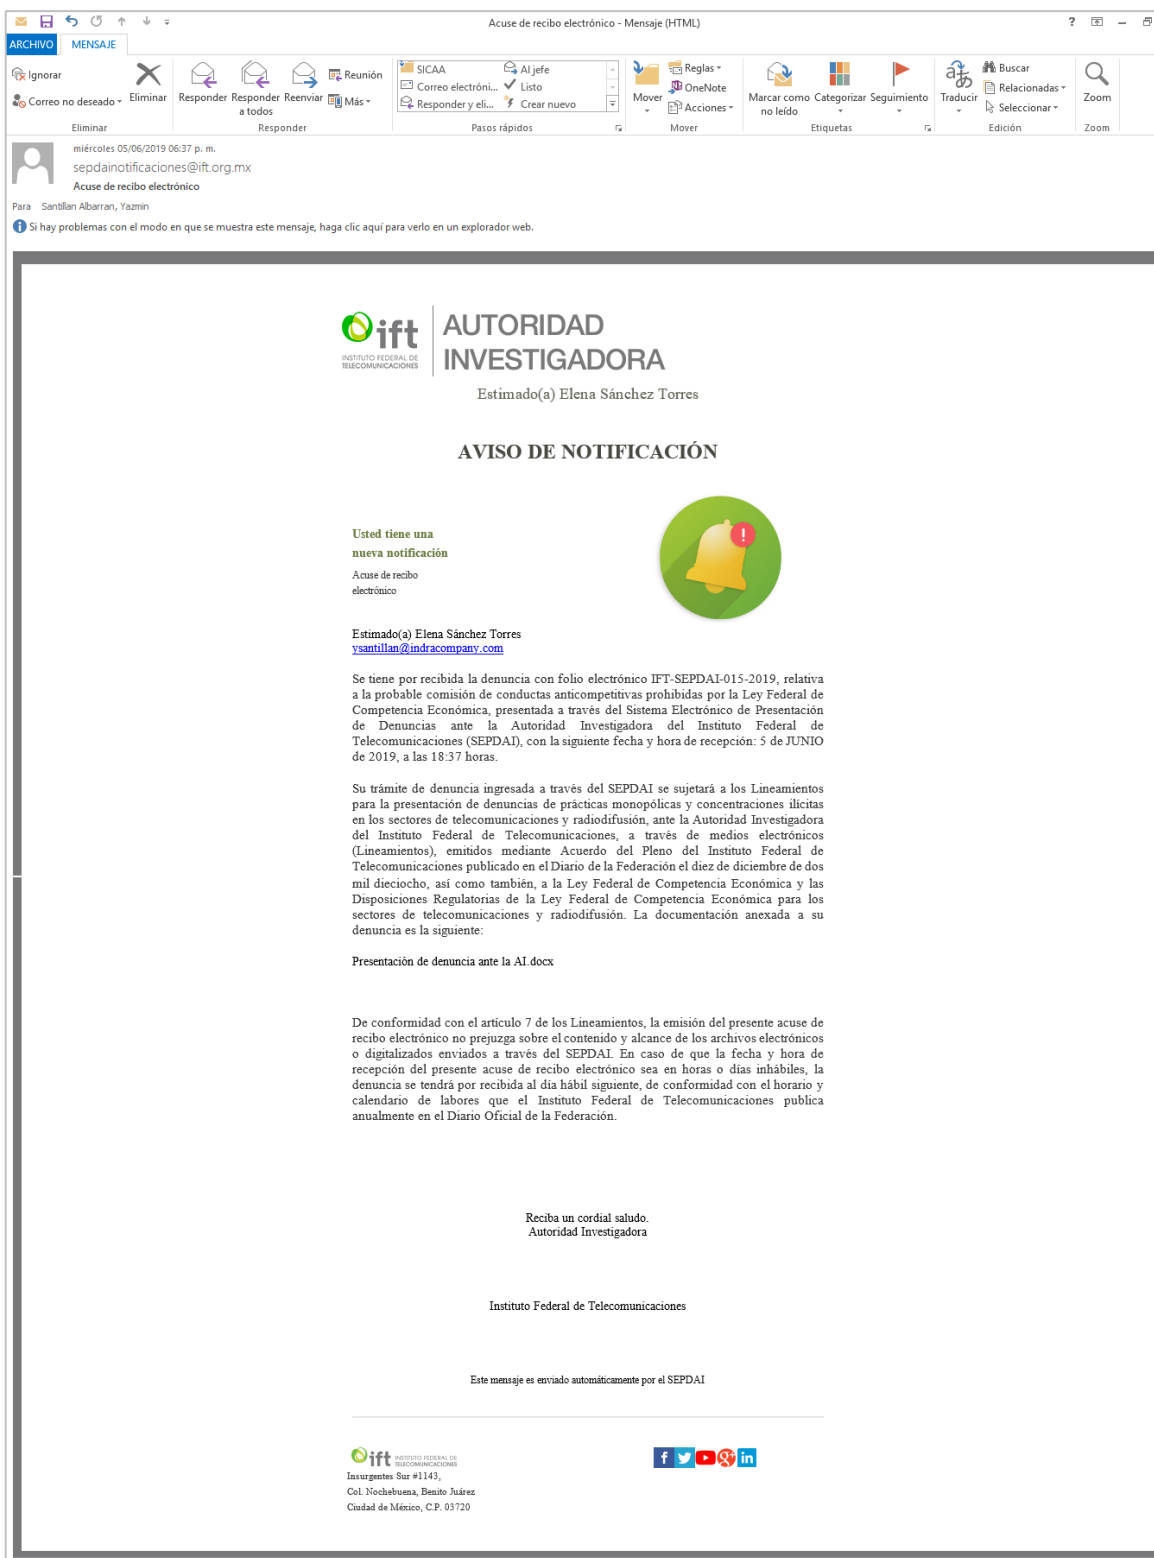 Acuse de recibo electrónico - Mensaje (HTML)
ARCHIVO MENSAJE
Ignorar
Correo no deseado
Eliminar
Eliminar
Responder
Responder a todos
Reenviar
Reunión
Más
Responder
SICAA
Correo electróni...
Responder y eli...
Al jefe
Listo
Crear nuevo
Pasos rápidos
Mover
Reglas
OneNote
Acciones
Mover
Marcar como no leído
Categorizar
Seguimiento
Etiquetas
Traducir
Buscar
Relacionadas
Seleccionar
Edición
Zoom
Zoom
miércoles 05/06/2019 06:37 p. m.
sepdainotificaciones@ift.org.mx
Acuse de recibo electrónico
Para Santillan Albarran, Yazmin
Si hay problemas con el modo en que se muestra este mensaje, haga clic aquí para verlo en un explorador web.
ift
INSTITUTO FEDERAL DE
TELECOMUNICACIONES
AUTORIDAD
INVESTIGADORA
Estimado(a) Elena Sánchez Torres
AVISO DE NOTIFICACIÓN
Usted tiene una
nueva notificación
Acuse de recibo
electrónico
Estimado(a) Elena Sánchez Torres
ysantillan@indracompany.com
Se tiene por recibida la denuncia con folio electrónico IFT-SEPDAI-015-2019, relativa
a la probable comisión de conductas anticompetitivas prohibidas por la Ley Federal de
Competencia Económica, presentada a través del Sistema Electrónico de Presentación
de Denuncias ante la Autoridad Investigadora del Instituto Federal de
Telecomunicaciones (SEPDAI), con la siguiente fecha y hora de recepción: 5 de JUNIO
de 2019, a las 18:37 horas.
Su trámite de denuncia ingresada a través del SEPDAI se sujetará a los Lineamientos
para la presentación de denuncias de prácticas monopólicas y concentraciones ilícitas
en los sectores de telecomunicaciones y radiodifusión, ante la Autoridad Investigadora
del Instituto Federal de Telecomunicaciones, a través de medios electrónicos
(Lineamientos), emitidos mediante Acuerdo del Pleno del Instituto Federal de
Telecomunicaciones publicado en el Diario de la Federación el diez de diciembre de dos
mil dieciocho, así como también, a la Ley Federal de Competencia Económica y las
Disposiciones Regulatorias de la Ley Federal de Competencia Económica para los
sectores de telecomunicaciones y radiodifusión. La documentación anexada a su
denuncia es la siguiente:
Presentación de denuncia ante la AI.docx
De conformidad con el artículo 7 de los Lineamientos, la emisión del presente acuse de
recibo electrónico no prejuzga sobre el contenido y alcance de los archivos electrónicos
o digitalizados enviados a través del SEPDAI. En caso de que la fecha y hora de
recepción del presente acuse de recibo electrónico sea en horas o días inhábiles, la
denuncia se tendrá por recibida al día hábil siguiente, de conformidad con el horario y
calendario de labores que el Instituto Federal de Telecomunicaciones publica
anualmente en el Diario Oficial de la Federación.
Reciba un cordial saludo.
Autoridad Investigadora
Instituto Federal de Telecomunicaciones
Este mensaje es enviado automáticamente por el SEPDAI
ift
INSTITUTO FEDERAL DE
TELECOMUNICACIONES
Insurgentes Sur #1143,
Col. Nochebuena, Benito Juárez
Ciudad de México, C.P. 03720